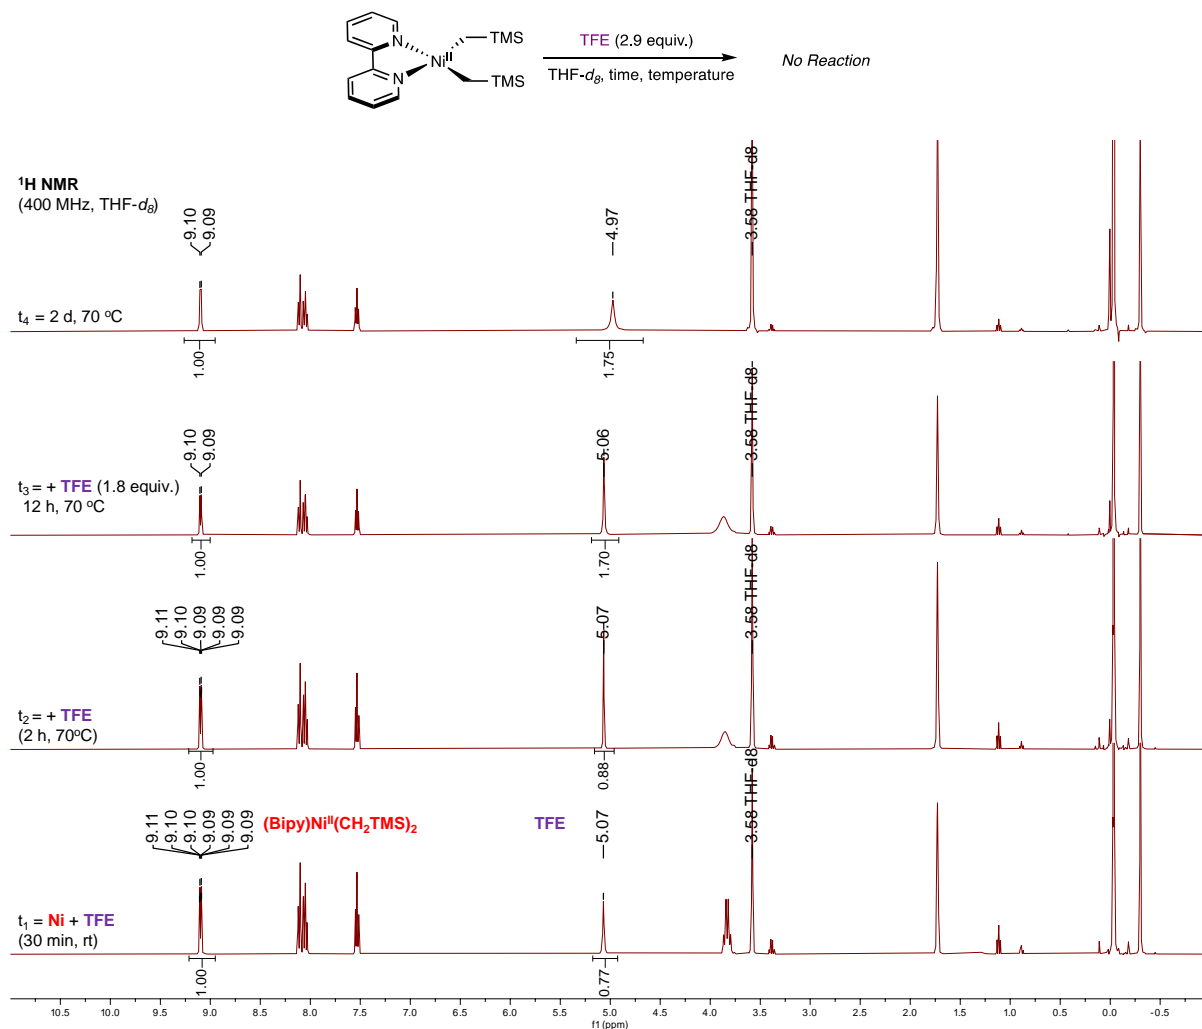 N
N
Ni^II
TMS
TMS
TFE (2.9 equiv.)
THF-d8, time, temperature
No Reaction
¹H NMR
(400 MHz, THF-d₈)
9.10
9.09
4.97
3.58 THF-d8
t₄ = 2 d, 70 °C
1.00
1.75
9.10
9.09
5.06
3.58 THF-d8
t₃ = + TFE (1.8 equiv.)
12 h, 70 °C
1.00
1.70
9.11
9.10
9.09
9.09
9.09
5.07
3.58 THF-d8
t₂ = + TFE
(2 h, 70°C)
1.00
0.88
9.11
9.10
9.10
9.09
9.09
9.09
(Bipy)Ni^II(CH₂TMS)₂
TFE
5.07
3.58 THF-d8
t₁ = Ni + TFE
(30 min, rt)
1.00
0.77
10.5 10.0 9.5 9.0 8.5 8.0 7.5 7.0 6.5 6.0 5.5 5.0 4.5 4.0 3.5 3.0 2.5 2.0 1.5 1.0 0.5 0.0 -0.5
f1 (ppm)